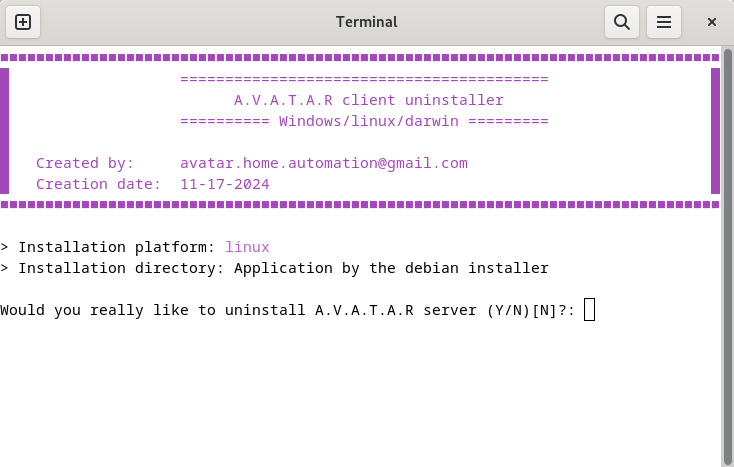 Terminal
=========================================
A.V.A.T.A.R client uninstaller
========== Windows/linux/darwin =========
Created by: avatar.home.automation@gmail.com
Creation date: 11-17-2024
> Installation platform: linux
> Installation directory: Application by the debian installer
Would you really like to uninstall A.V.A.T.A.R server (Y/N)[N]?: